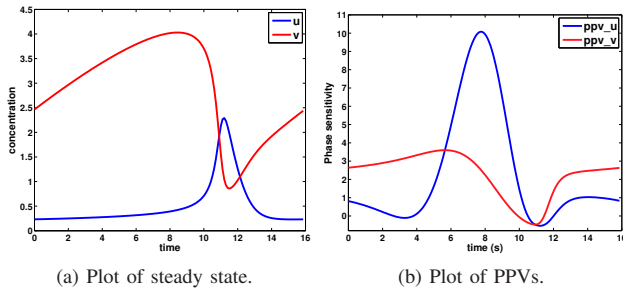 4.5
4
3.5
3
2.5
2
1.5
1
0.5
0
concentration
u
v
0 2 4 6 8 10 12 14 16
time
(a) Plot of steady state.
11
10
9
8
7
6
5
4
3
2
1
0
Phase sensitivity
ppv_u
ppv_v
0 2 4 6 8 10 12 14 16
time (s)
(b) Plot of PPVs.